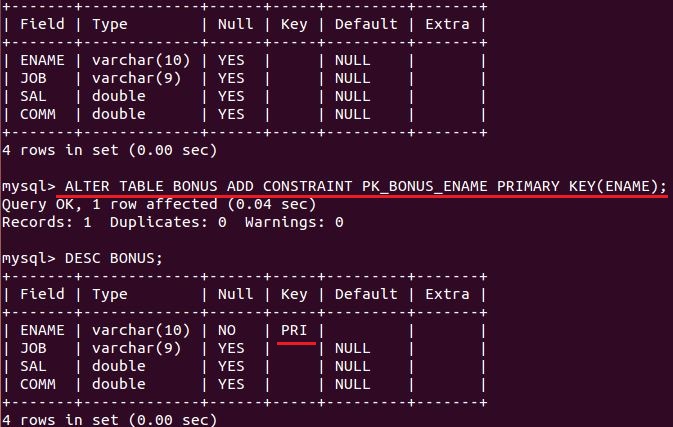 +-------+-------------+------+-----+---------+-------+
| Field | Type        | Null | Key | Default | Extra |
+-------+-------------+------+-----+---------+-------+
| ENAME | varchar(10) | YES  |     | NULL    |       |
| JOB   | varchar(9)  | YES  |     | NULL    |       |
| SAL   | double      | YES  |     | NULL    |       |
| COMM  | double      | YES  |     | NULL    |       |
+-------+-------------+------+-----+---------+-------+
4 rows in set (0.00 sec)
mysql> ALTER TABLE BONUS ADD CONSTRAINT PK_BONUS_ENAME PRIMARY KEY(ENAME);
Query OK, 1 row affected (0.04 sec)
Records: 1  Duplicates: 0  Warnings: 0
mysql> DESC BONUS;
+-------+-------------+------+-----+---------+-------+
| Field | Type        | Null | Key | Default | Extra |
+-------+-------------+------+-----+---------+-------+
| ENAME | varchar(10) | NO   | PRI |         |       |
| JOB   | varchar(9)  | YES  |     | NULL    |       |
| SAL   | double      | YES  |     | NULL    |       |
| COMM  | double      | YES  |     | NULL    |       |
+-------+-------------+------+-----+---------+-------+
4 rows in set (0.00 sec)